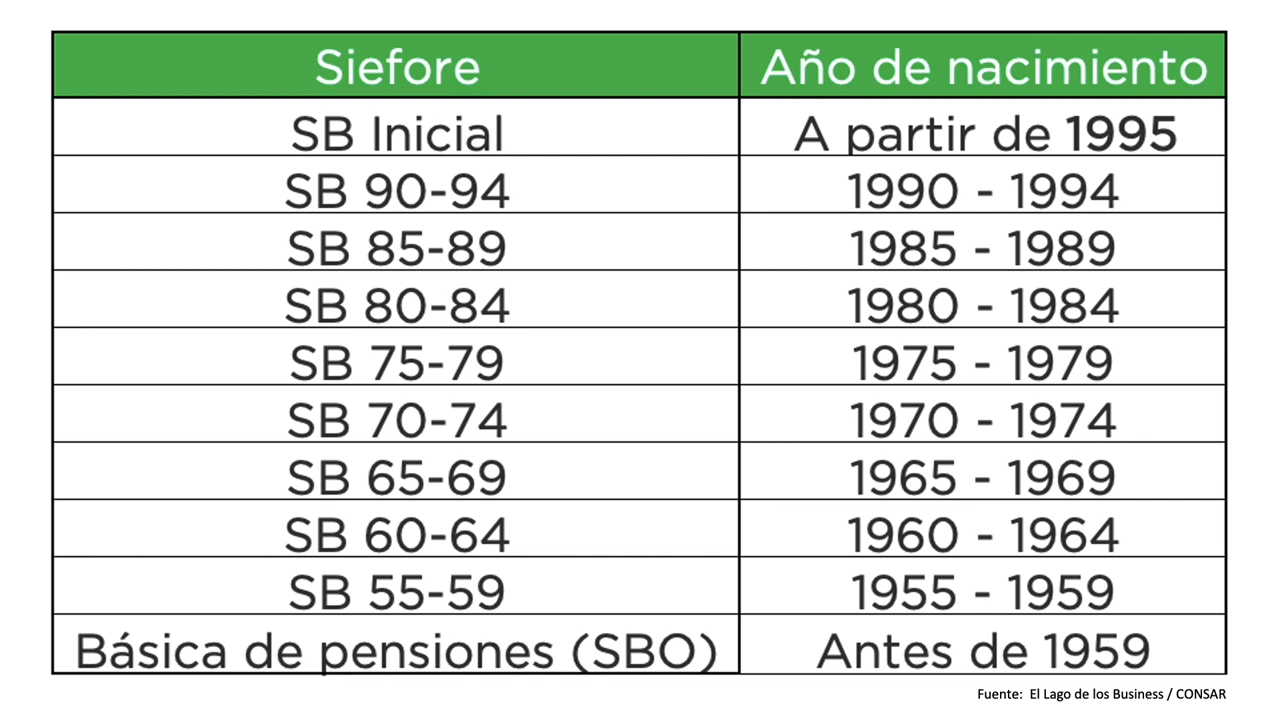 Siefore Año de nacimiento
SB Inicial A partir de 1995
SB 90-94 1990 - 1994
SB 85-89 1985 - 1989
SB 80-84 1980 - 1984
SB 75-79 1975 - 1979
SB 70-74 1970 - 1974
SB 65-69 1965 - 1969
SB 60-64 1960 - 1964
SB 55-59 1955 - 1959
Básica de pensiones (SBO) Antes de 1959
Fuente: El Lago de los Business / CONSAR